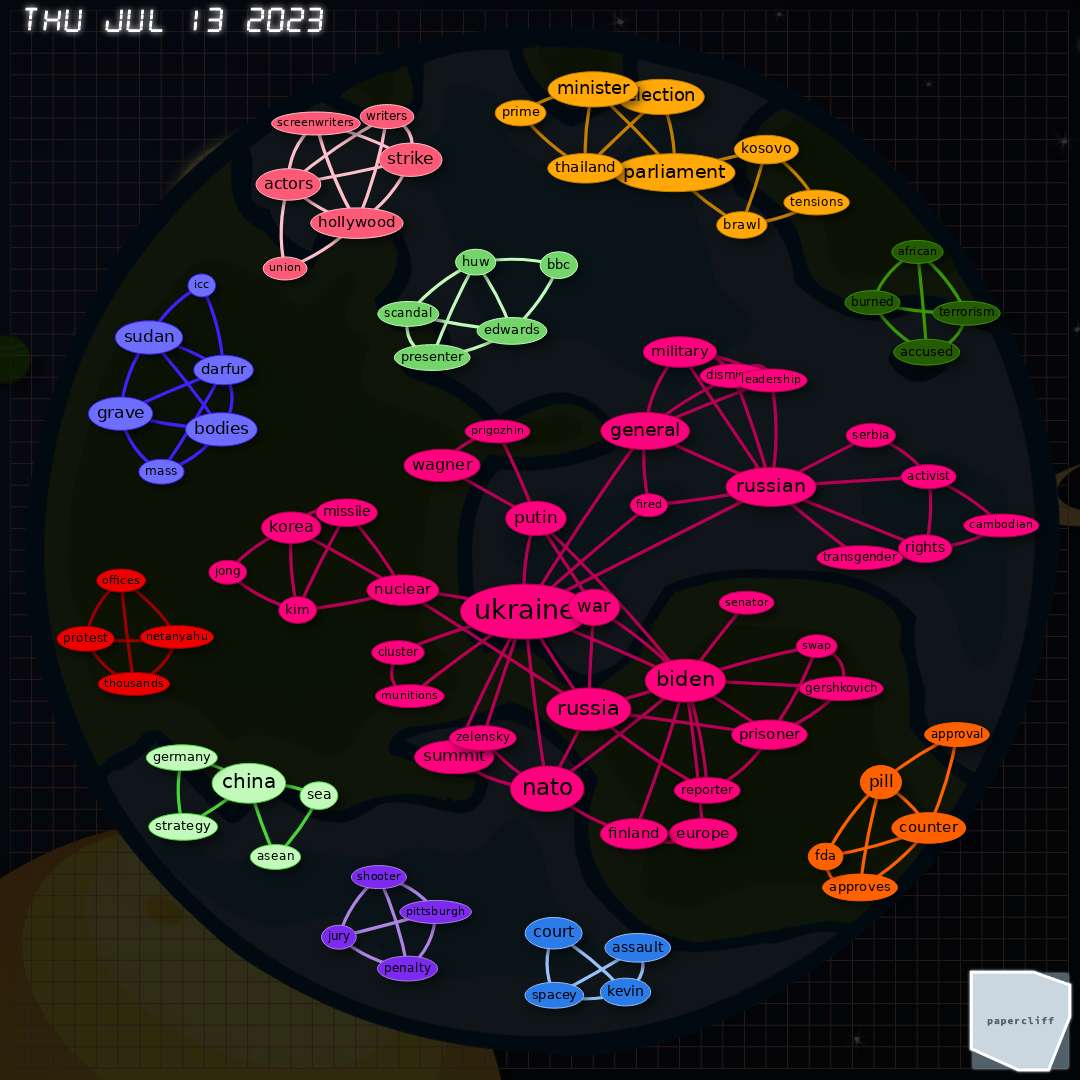 THU JUL 13 2023
screenwriters
writers
strike
actors
hollywood
union
minister
prime
thailand
parliament
kosovo
tensions
brawl
huw
bbc
scandal
edwards
presenter
african
burned
terrorism
accused
icc
sudan
darfur
grave
bodies
mass
military
leadership
general
russian
fired
serbia
activist
cambodian
rights
transgender
prigozhin
wagner
putin
missile
korea
jong
kim
nuclear
ukraine
war
cluster
munitions
senator
swap
biden
gershkovich
russia
prisoner
zelensky
summit
nato
reporter
finland
europe
offices
protest
netanyahu
thousands
germany
china
sea
strategy
asean
approval
pill
counter
fda
approves
shooter
pittsburgh
jury
penalty
court
assault
spacey
kevin
papercliff